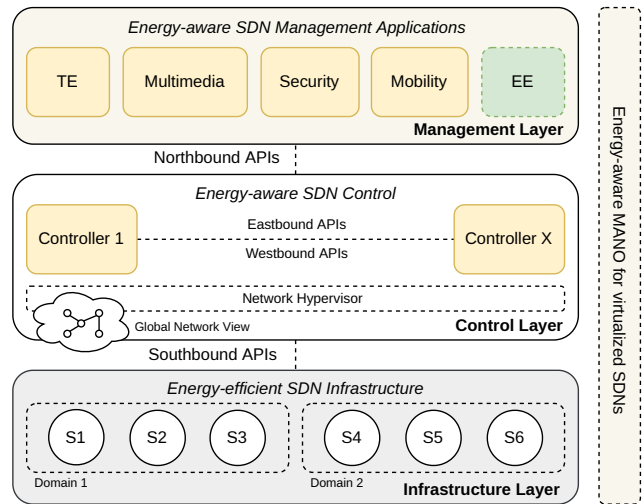 Energy-aware SDN Management Applications
TE
Multimedia
Security
Mobility
EE
Management Layer
Northbound APIs
Energy-aware SDN Control
Controller 1
Eastbound APIs
Westbound APIs
Controller X
Network Hypervisor
Global Network View
Control Layer
Southbound APIs
Energy-efficient SDN Infrastructure
S1
S2
S3
S4
S5
S6
Domain 1
Domain 2
Infrastructure Layer
Energy-aware MANO for virtualized SDNs